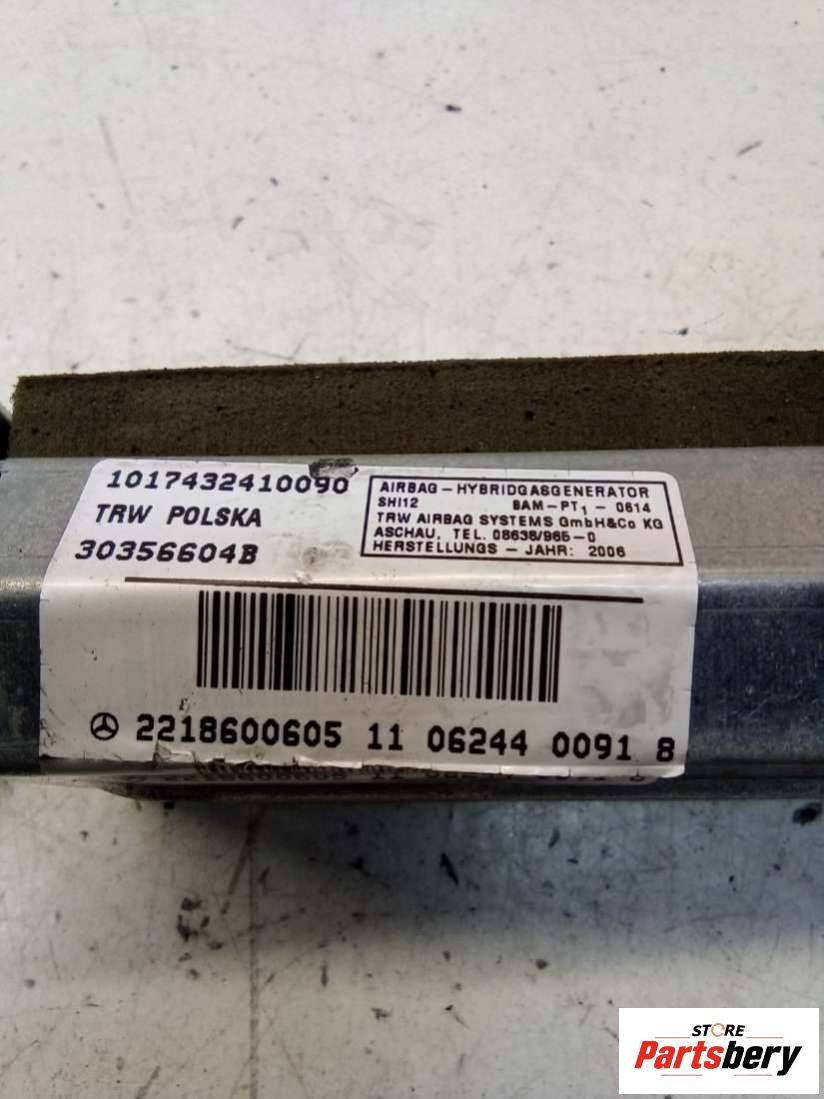 1017432410090
TRW POLSKA
30356604B
AIRBAG - HYBRIDGASGENERATOR
SHI12 BAM-PT1 - 0614
TRW AIRBAG SYSTEMS GmbH&Co KG
ASCHAU, TEL. 08638/965-0
HERSTELLUNGS - JAHR: 2006
2218600605 11 06244 0091 8
STORE
Partsbery